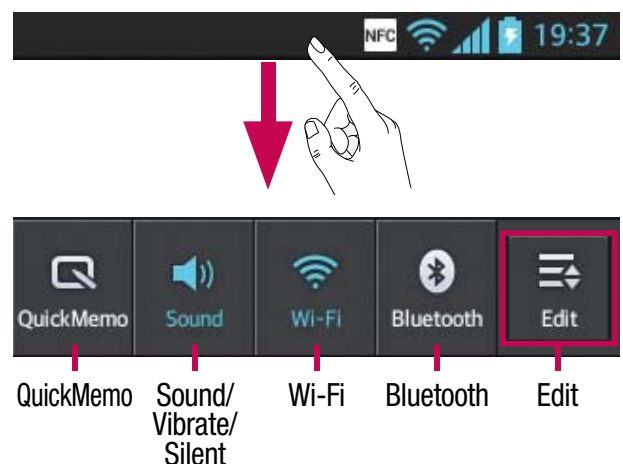 NFC 19:37
QuickMemo Sound Wi-Fi Bluetooth Edit
QuickMemo Sound/ Wi-Fi Bluetooth Edit
Vibrate/
Silent